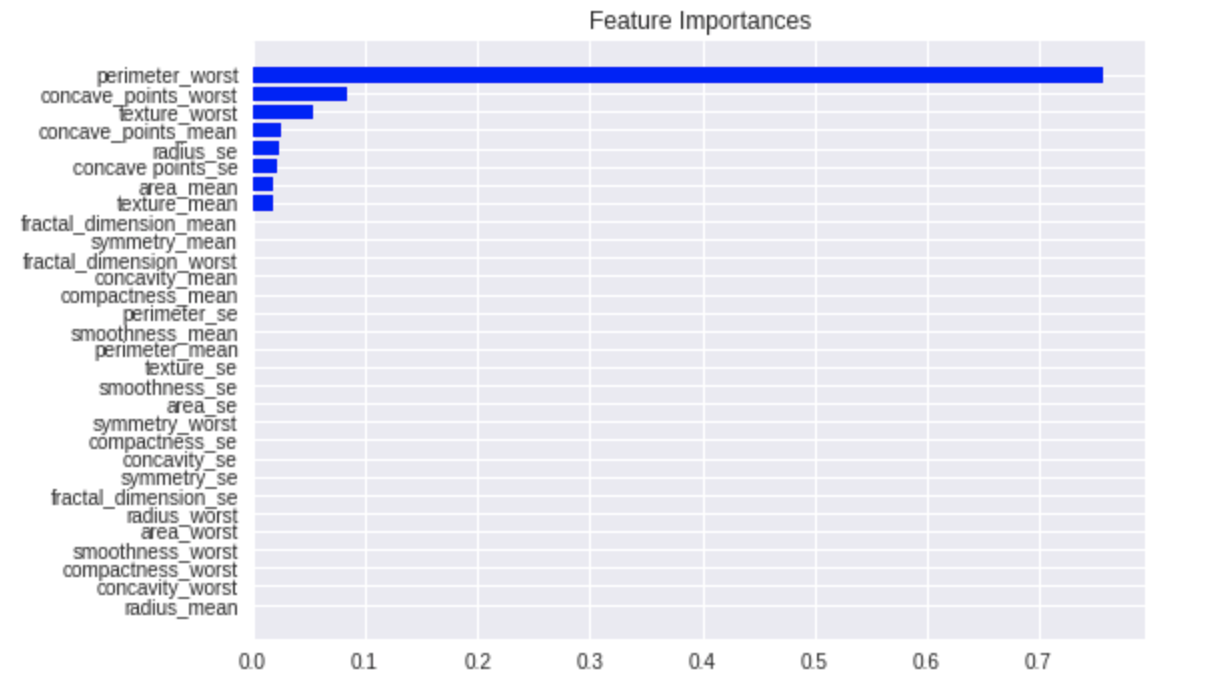 Feature Importances
perimeter_worst
concave_points_worst
texture_worst
concave_points_mean
radius_se
concave points_se
area_mean
texture_mean
fractal_dimension_mean
symmetry_mean
fractal_dimension_worst
concavity_mean
compactness_mean
perimeter_se
smoothness_mean
perimeter_mean
texture_se
smoothness_se
area_se
symmetry_worst
compactness_se
concavity_se
symmetry_se
fractal_dimension_se
radius_worst
area_worst
smoothness_worst
compactness_worst
concavity_worst
radius_mean
0.0 0.1 0.2 0.3 0.4 0.5 0.6 0.7